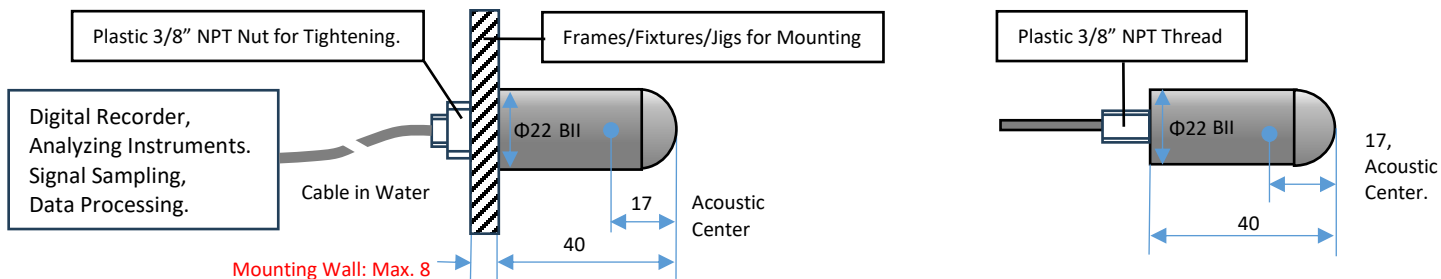 Plastic 3/8” NPT Nut for Tightening.
Frames/Fixtures/Jigs for Mounting
Digital Recorder,
Analyzing Instruments.
Signal Sampling,
Data Processing.
Cable in Water
Φ22 BII
17
Acoustic
Center
40
Mounting Wall: Max. 8
Plastic 3/8” NPT Thread
Φ22 BII
17,
Acoustic
Center.
40